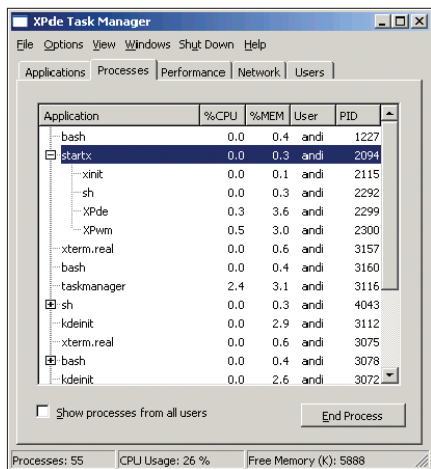 XPde Task Manager
File Options View Windows Shut Down Help
Applications Processes Performance Network Users
Application %CPU %MEM User PID
bash 0.0 0.4 andi 1227
startx 0.0 0.3 andi 2094
xinit 0.0 0.1 andi 2115
sh 0.0 0.3 andi 2292
XPde 0.3 3.6 andi 2299
XPwm 0.5 3.0 andi 2300
xterm.real 0.0 0.6 andi 3157
bash 0.0 0.4 andi 3160
taskmanager 2.4 3.1 andi 3116
sh 0.0 0.3 andi 4043
kdeinit 0.0 2.9 andi 3112
xterm.real 0.0 0.6 andi 3075
bash 0.0 0.4 andi 3078
kdeinit 0.0 2.6 andi 3072
Show processes from all users End Process
Processes: 55 CPU Usage: 26 % Free Memory (K): 5888